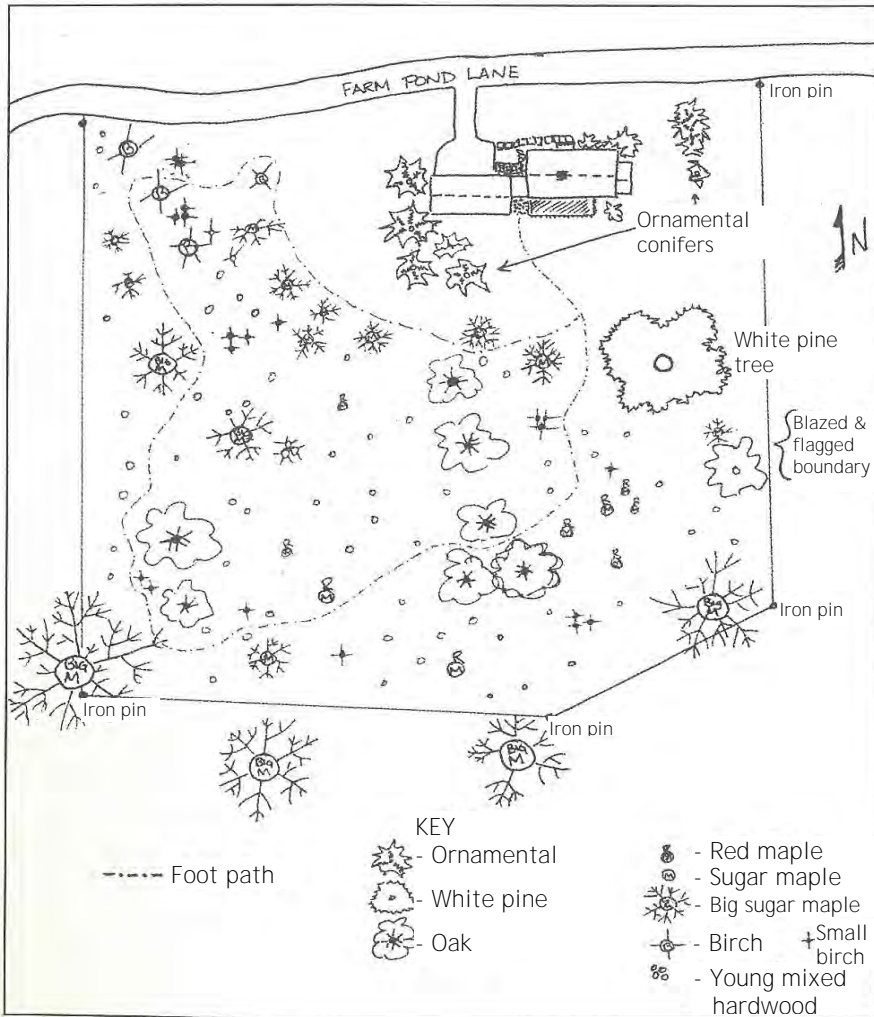 FARM POND LANE
Iron pin
Ornamental
conifers
N
White pine
tree
Blazed &
flagged
boundary
BIG
M
Iron pin
Iron pin
Iron pin
BIG
M
BIG
M
BIG
M
BIG
M
M
M
M
KEY
Foot path
- Ornamental
- White pine
- Oak
- Red maple
- Sugar maple
- Big sugar maple
- Birch
Small
birch
- Young mixed
hardwood